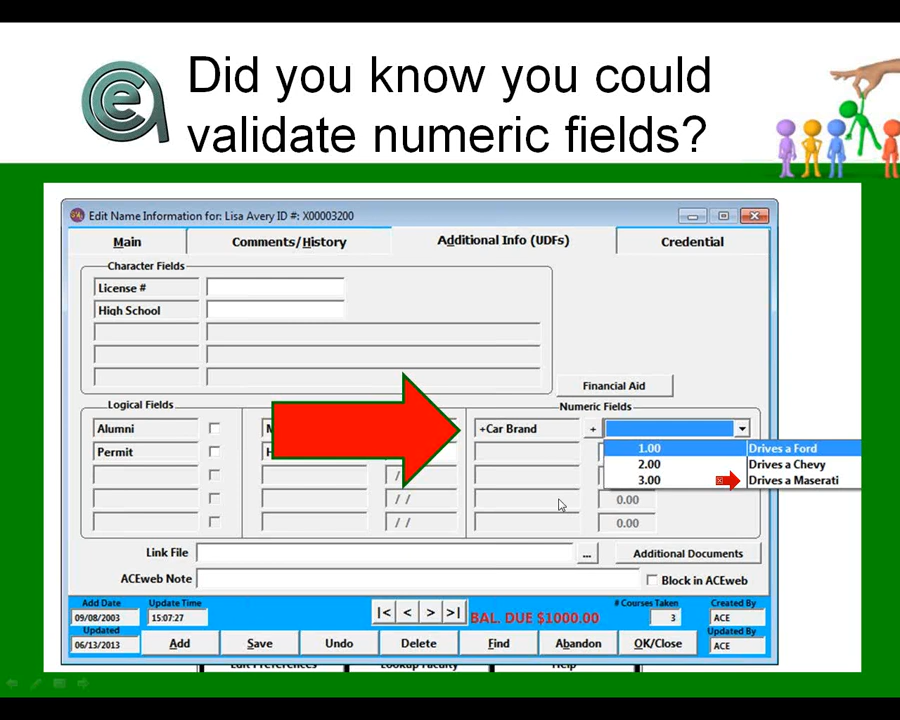 Did you know you could
validate numeric fields?
Edit Name Information for: Lisa Avery ID #: X00003200
Main
Comments/History
Additional Info (UDFs)
Credential
Character Fields
License #
High School
Financial Aid
Logical Fields
Numeric Fields
Alumni
+Car Brand
+
Permit
1.00 Drives a Ford
2.00 Drives a Chevy
3.00 Drives a Maserati
/ /
/ / 0.00
/ / 0.00
Link File
...
Additional Documents
ACEweb Note
Block in ACEweb
Add Date
Update Time
# Courses Taken
Created By
09/08/2003
15:07:27
|< < > >|
BAL. DUE $1000.00
3
ACE
Updated
Updated By
06/13/2013
Add
Save
Undo
Delete
Find
Abandon
OK/Close
ACE
Edit Preferences
Lookup Faculty
Help